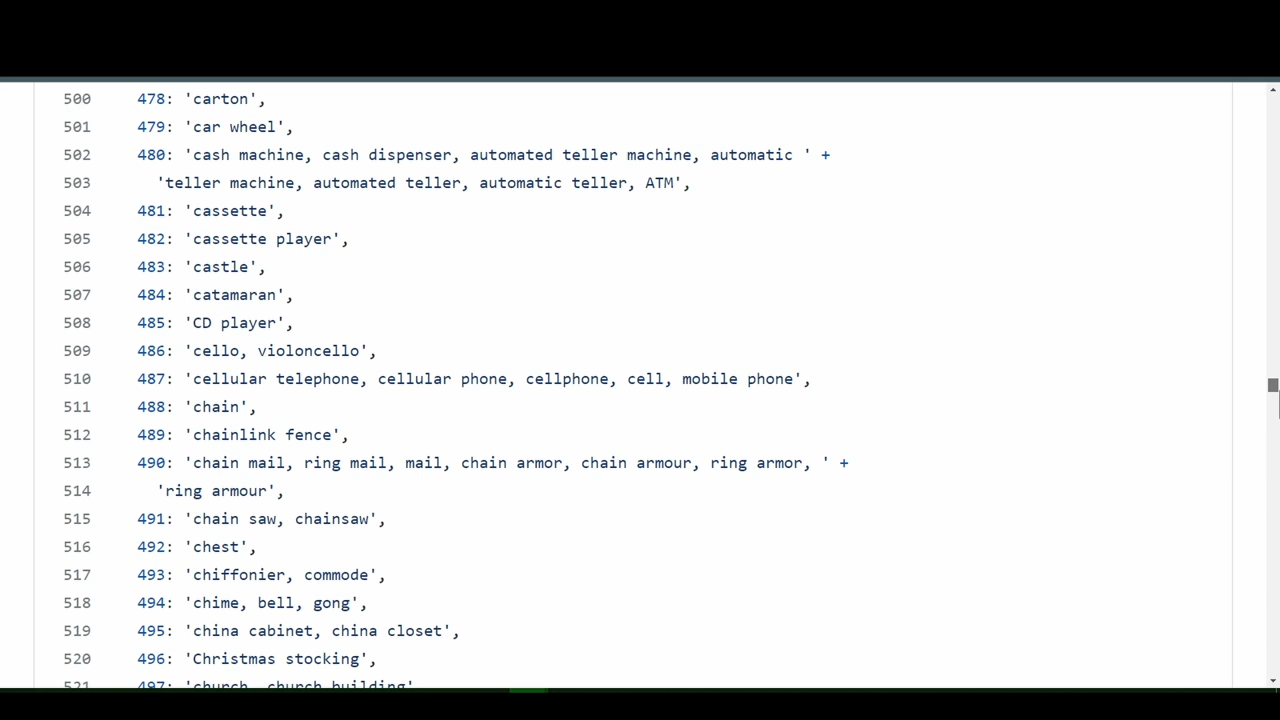 500 478: 'carton',
501 479: 'car wheel',
502 480: 'cash machine, cash dispenser, automated teller machine, automatic ' +
503 'teller machine, automated teller, automatic teller, ATM',
504 481: 'cassette',
505 482: 'cassette player',
506 483: 'castle',
507 484: 'catamaran',
508 485: 'CD player',
509 486: 'cello, violoncello',
510 487: 'cellular telephone, cellular phone, cellphone, cell, mobile phone',
511 488: 'chain',
512 489: 'chainlink fence',
513 490: 'chain mail, ring mail, mail, chain armor, chain armour, ring armor, ' +
514 'ring armour',
515 491: 'chain saw, chainsaw',
516 492: 'chest',
517 493: 'chiffonier, commode',
518 494: 'chime, bell, gong',
519 495: 'china cabinet, china closet',
520 496: 'Christmas stocking',
521 497: 'church, church building'